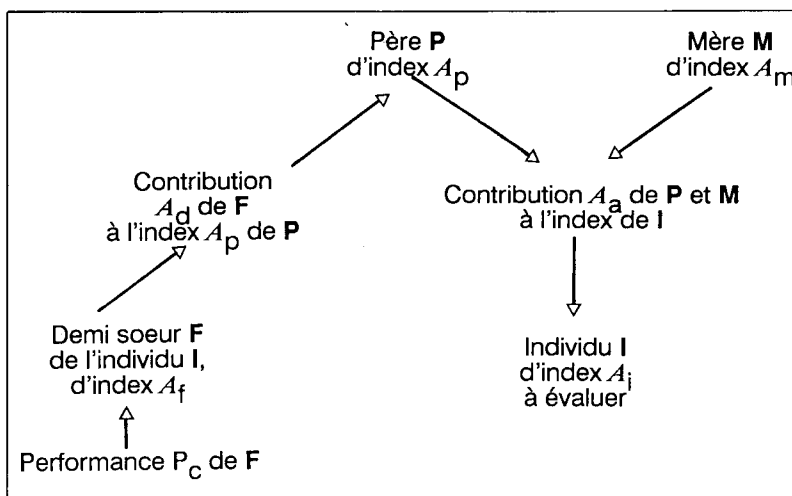 Père P
d'index Ap
Mère M
d'index Am
Contribution
Ad de F
à l'index Ap de P
Contribution Aa de P et M
à l'index de I
Demi soeur F
de l'individu I,
d'index Af
Individu I
d'index Ai
à évaluer
Performance Pc de F